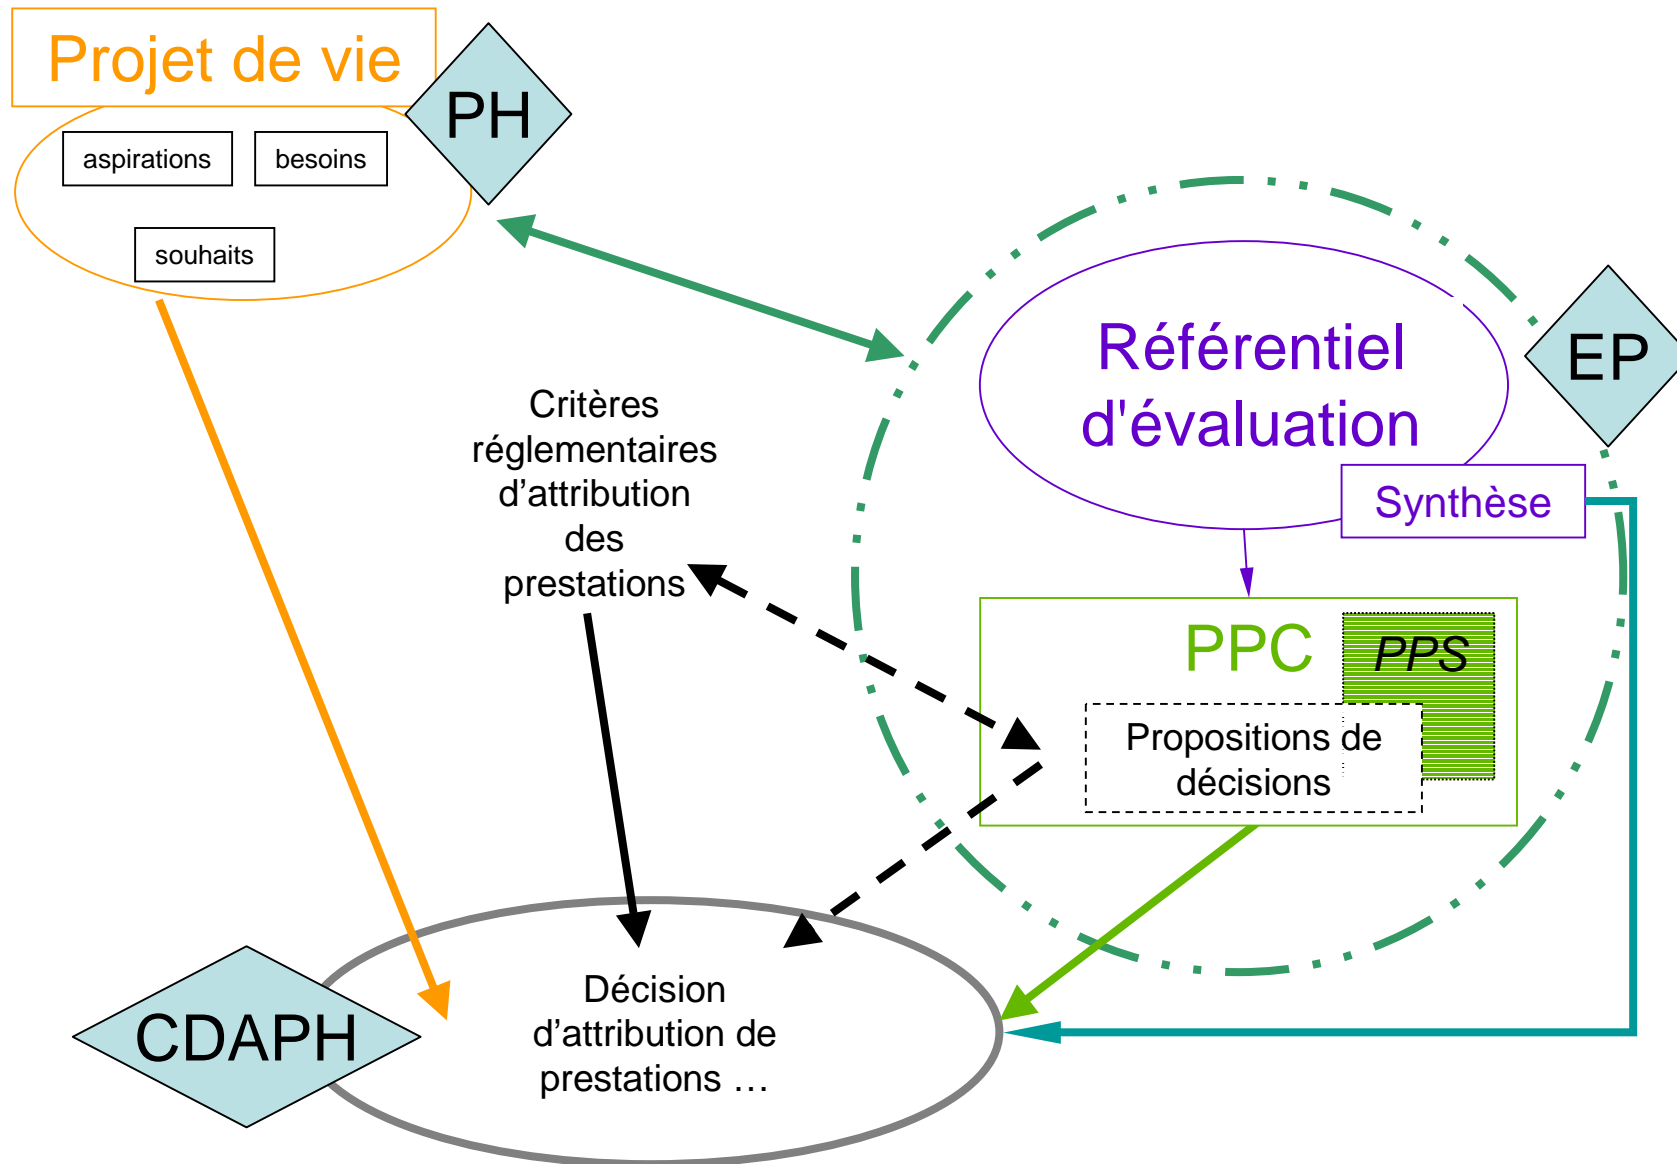 Projet de vie
PH
aspirations
besoins
souhaits
Référentiel
d'évaluation
EP
Synthèse
Critères
réglementaires
d’attribution
des
prestations
PPC
PPS
Propositions de
décisions
CDAPH
Décision
d’attribution de
prestations …